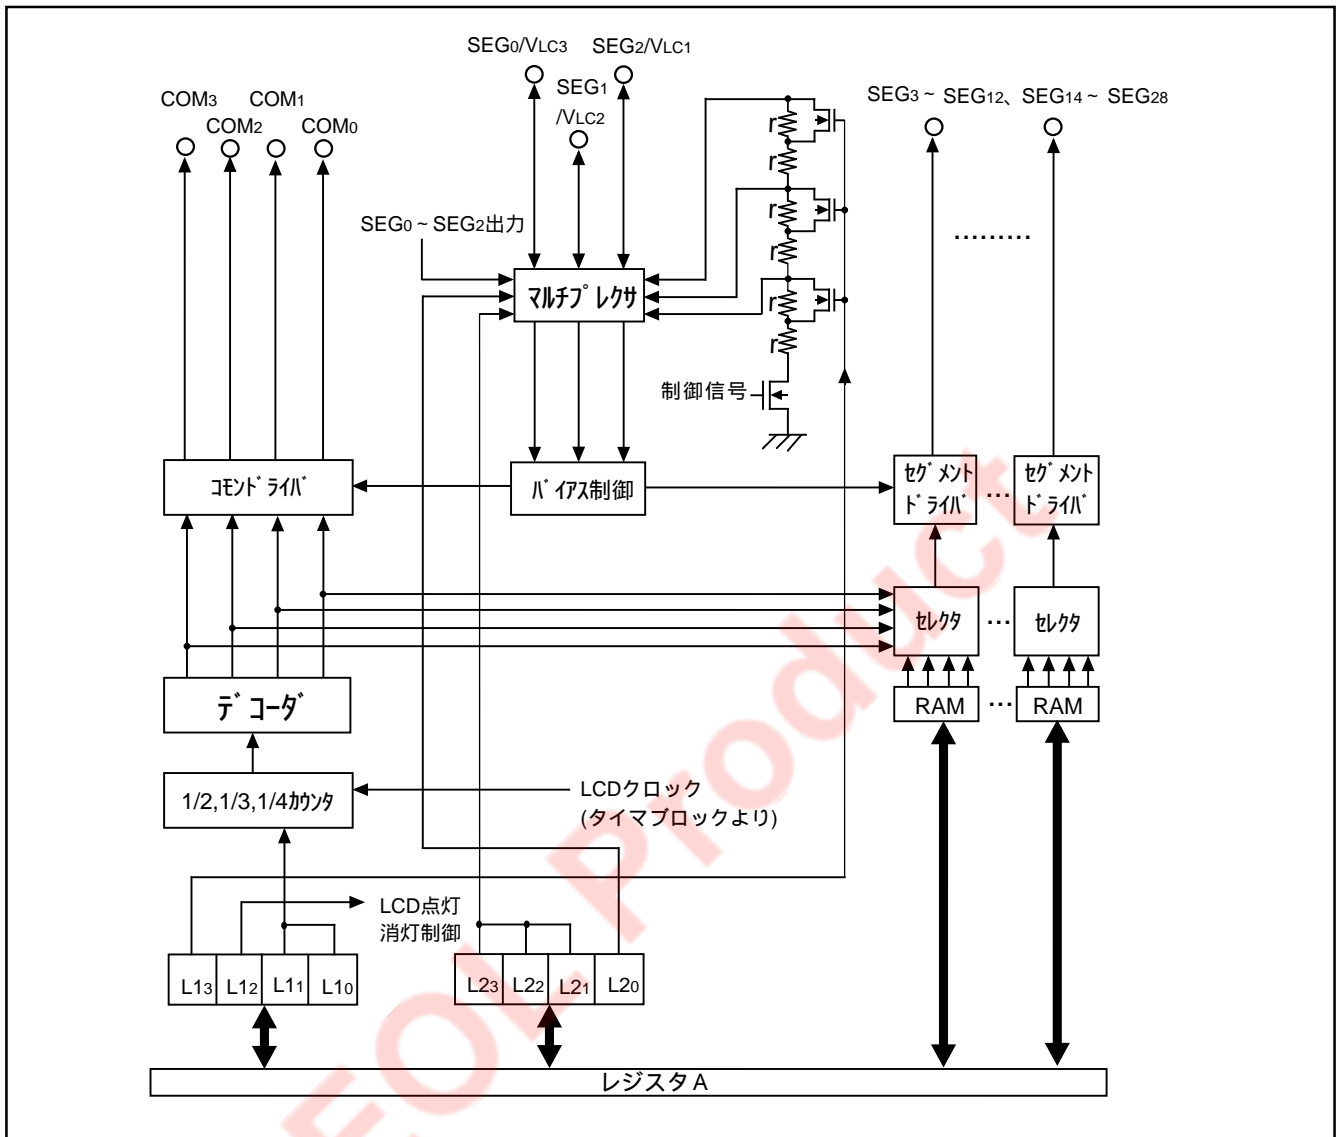 SEG0/VLC3 SEG2/VLC1
SEG1
/VLC2
COM3 COM1
COM2 COM0
SEG3 ~ SEG12、SEG14 ~ SEG28
r
r
r
r
r
r
SEG0 ~ SEG2出力
マルチプレクサ
制御信号
コモンドライバ
バイアス制御
セグメント
ドライバ
...
セグメント
ドライバ
セレクタ
...
セレクタ
デコーダ
RAM ... RAM
1/2,1/3,1/4カウンタ
LCDクロック
(タイマブロックより)
LCD点灯
消灯制御
L13 L12 L11 L10
L23 L22 L21 L20
レジスタ A
EOL Product